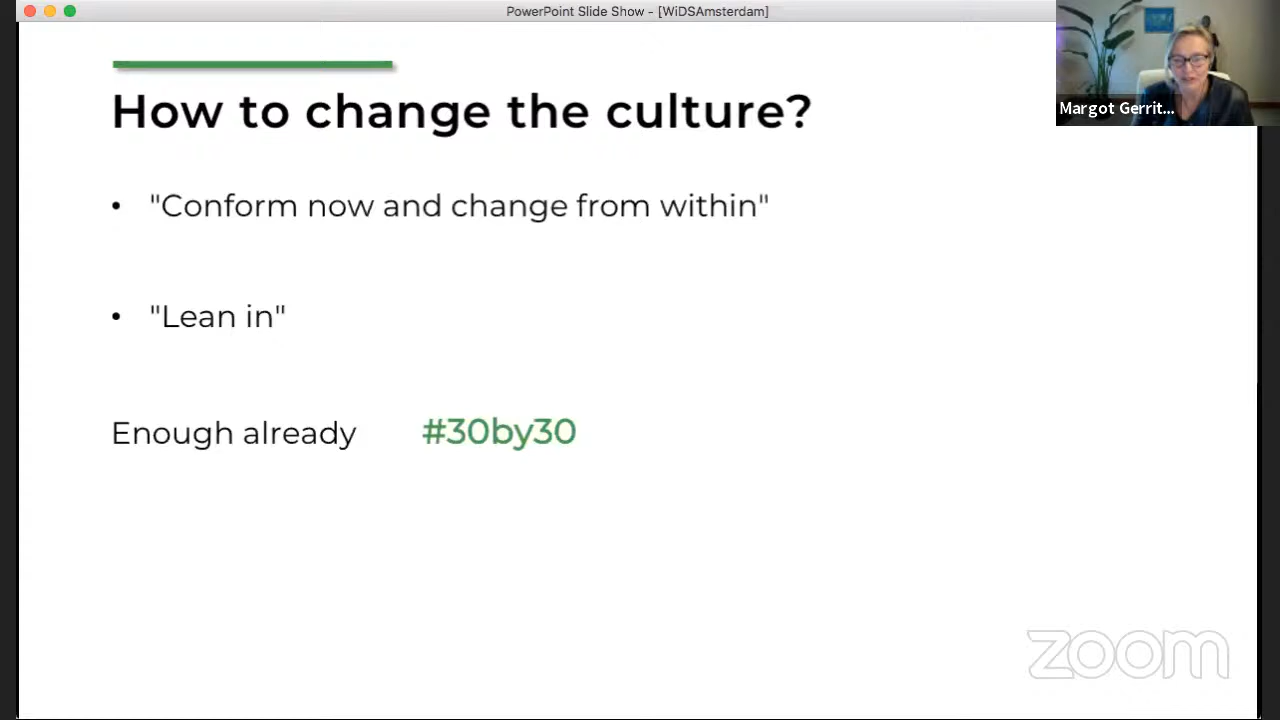 PowerPoint Slide Show - [WiDSAmsterdam]
Margot Gerrit...
How to change the culture?
• "Conform now and change from within"
• "Lean in"
Enough already #30by30
zoom